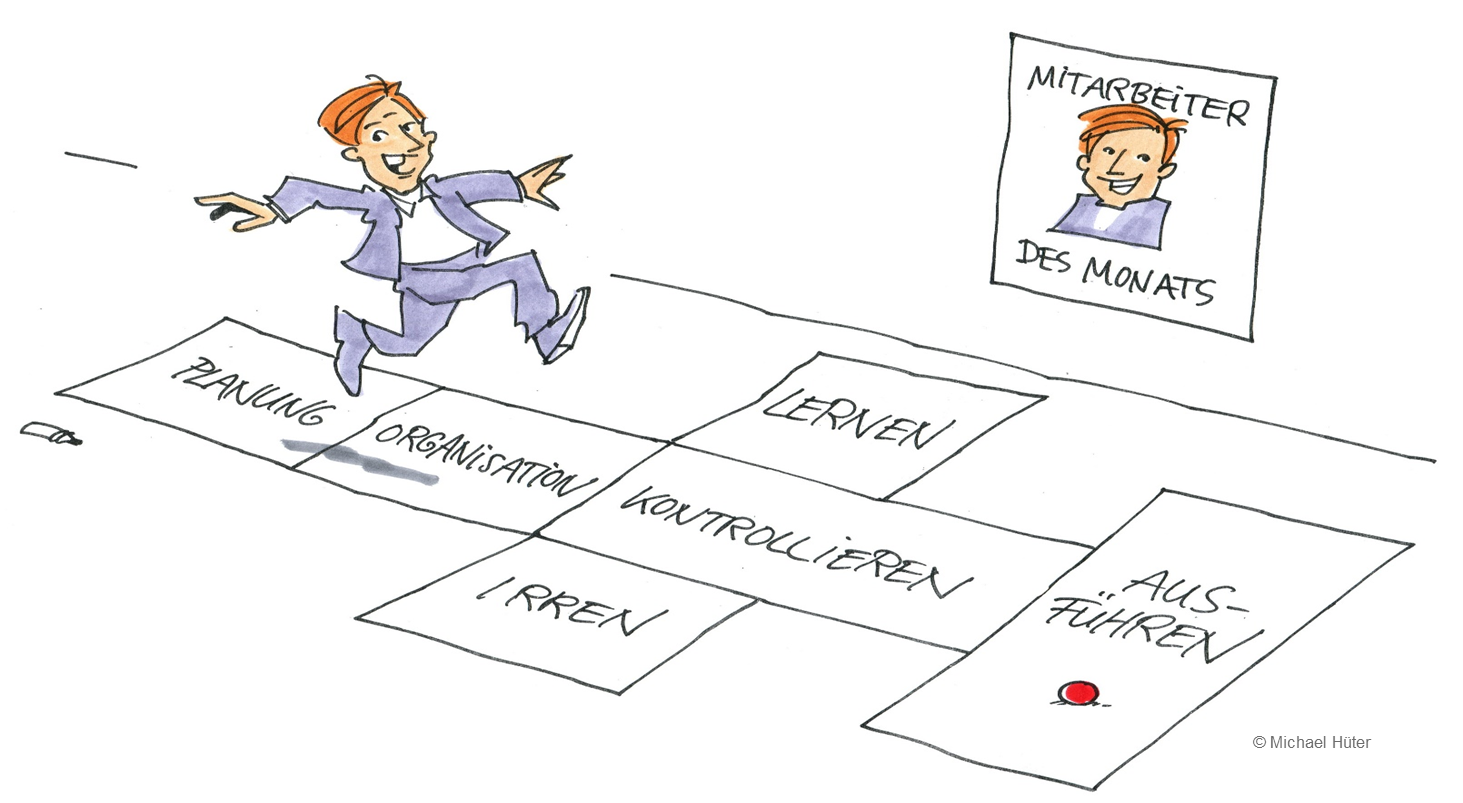 MITARBEITER
DES MONATS
PLANUNG
ORGANISATION
LERNEN
KONTROLLIEREN
IRREN
AUS-
FÜHREN
© Michael Hüter